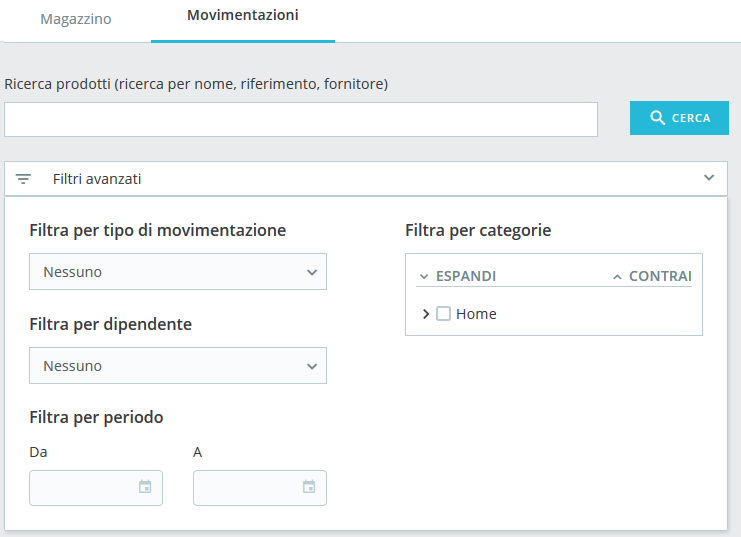 Magazzino
Movimentazioni
Ricerca prodotti (ricerca per nome, riferimento, fornitore)
CERCA
Filtri avanzati
Filtra per tipo di movimentazione
Nessuno
Filtra per dipendente
Nessuno
Filtra per periodo
Da
A
Filtra per categorie
ESPANDI
CONTRAI
Home